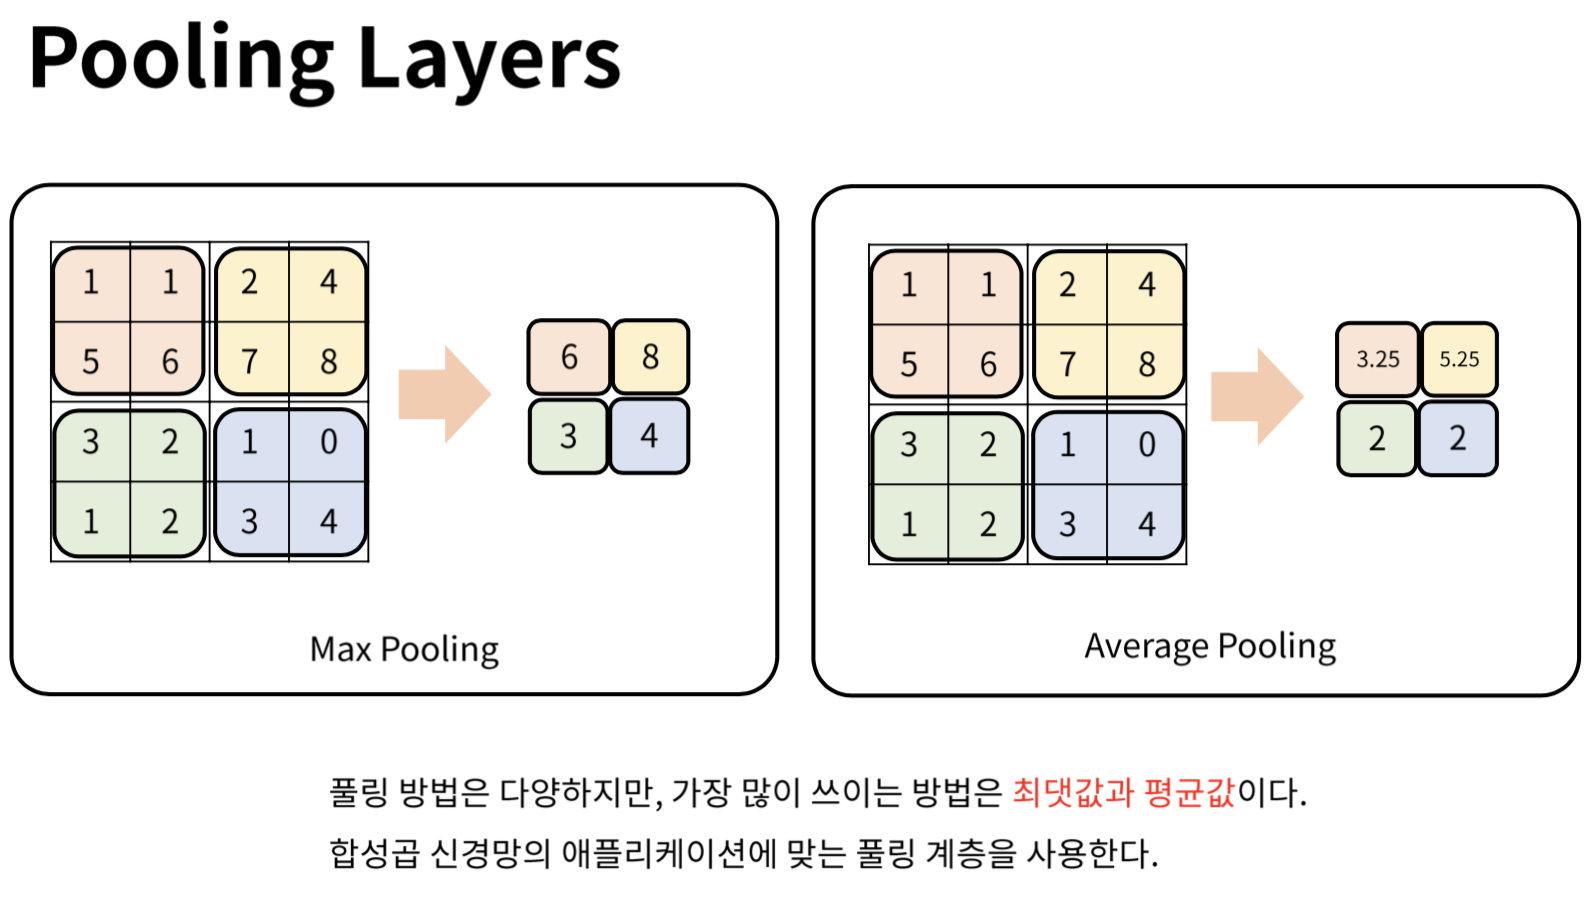 Pooling Layers
1 1 2 4
5 6 7 8
3 2 1 0
1 2 3 4
6 8
3 4
Max Pooling
1 1 2 4
5 6 7 8
3 2 1 0
1 2 3 4
3.25 5.25
2 2
Average Pooling
풀링 방법은 다양하지만, 가장 많이 쓰이는 방법은 최댓값과 평균값이다.
합성곱 신경망의 애플리케이션에 맞는 풀링 계층을 사용한다.